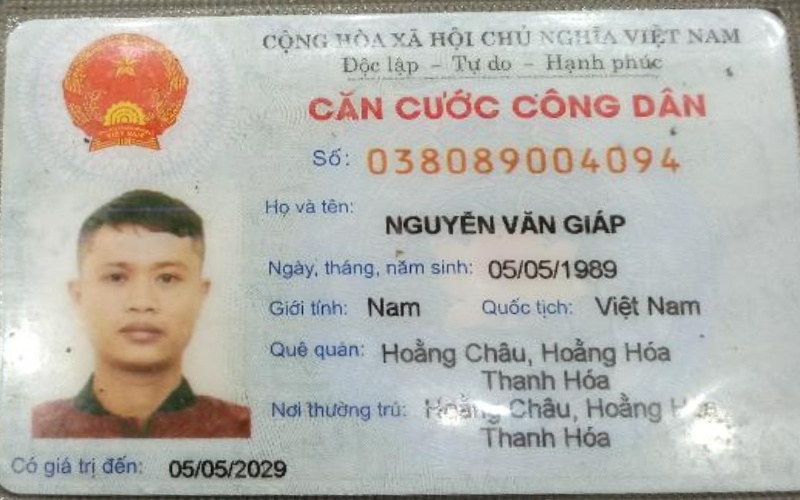 CỘNG HÒA XÃ HỘI CHỦ NGHĨA VIỆT NAM
Độc lập - Tự do - Hạnh phúc
CĂN CƯỚC CÔNG DÂN
Số: 038089004094
Họ và tên:
NGUYỄN VĂN GIÁP
Ngày, tháng, năm sinh: 05/05/1989
Giới tính: Nam Quốc tịch: Việt Nam
Quê quán: Hoằng Châu, Hoằng Hóa
Thanh Hóa
Nơi thường trú: Hoằng Châu, Hoằng Hóa
Thanh Hóa
Có giá trị đến: 05/05/2029
VIỆT NAM